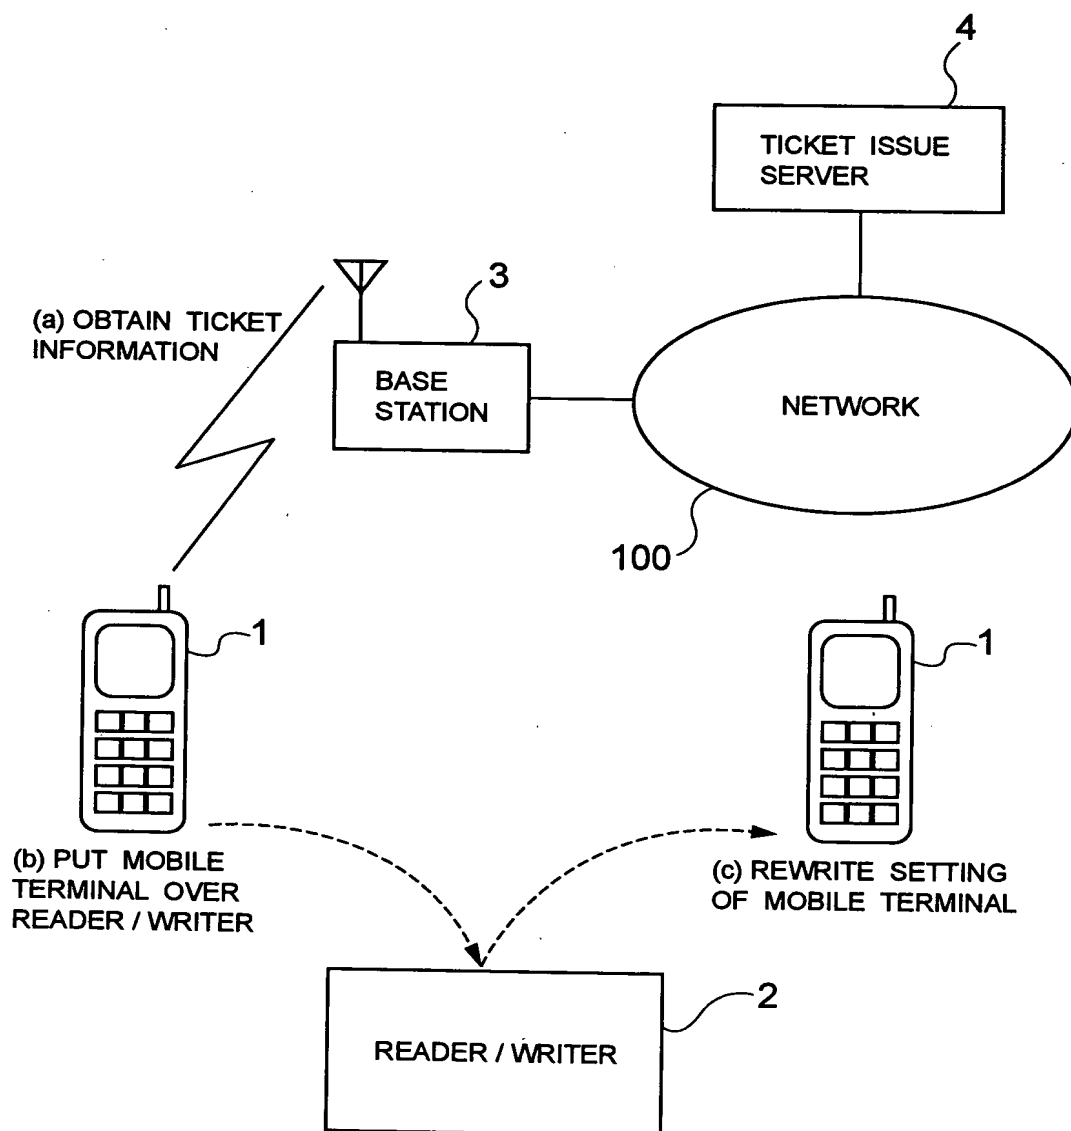 4
TICKET ISSUE
SERVER
3
(a) OBTAIN TICKET
INFORMATION
BASE
STATION
NETWORK
100
1
1
(b) PUT MOBILE
TERMINAL OVER
READER / WRITER
(c) REWRITE SETTING
OF MOBILE TERMINAL
2
READER / WRITER